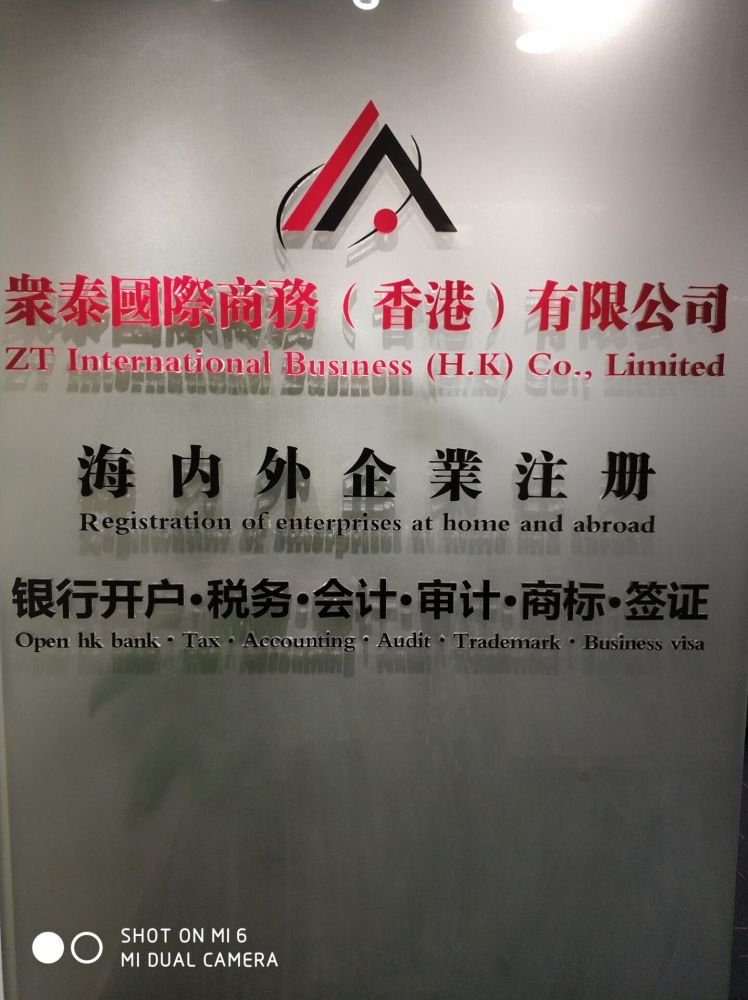 衆泰國際商務（香港）有限公司
ZT International Business (H.K) Co., Limited
海内外企業注册
Registration of enterprises at home and abroad
银行开户·税务·会计·审计·商标·签证
Open hk bank · Tax · Accounting · Audit · Trademark · Business visa
SHOT ON MI 6
MI DUAL CAMERA